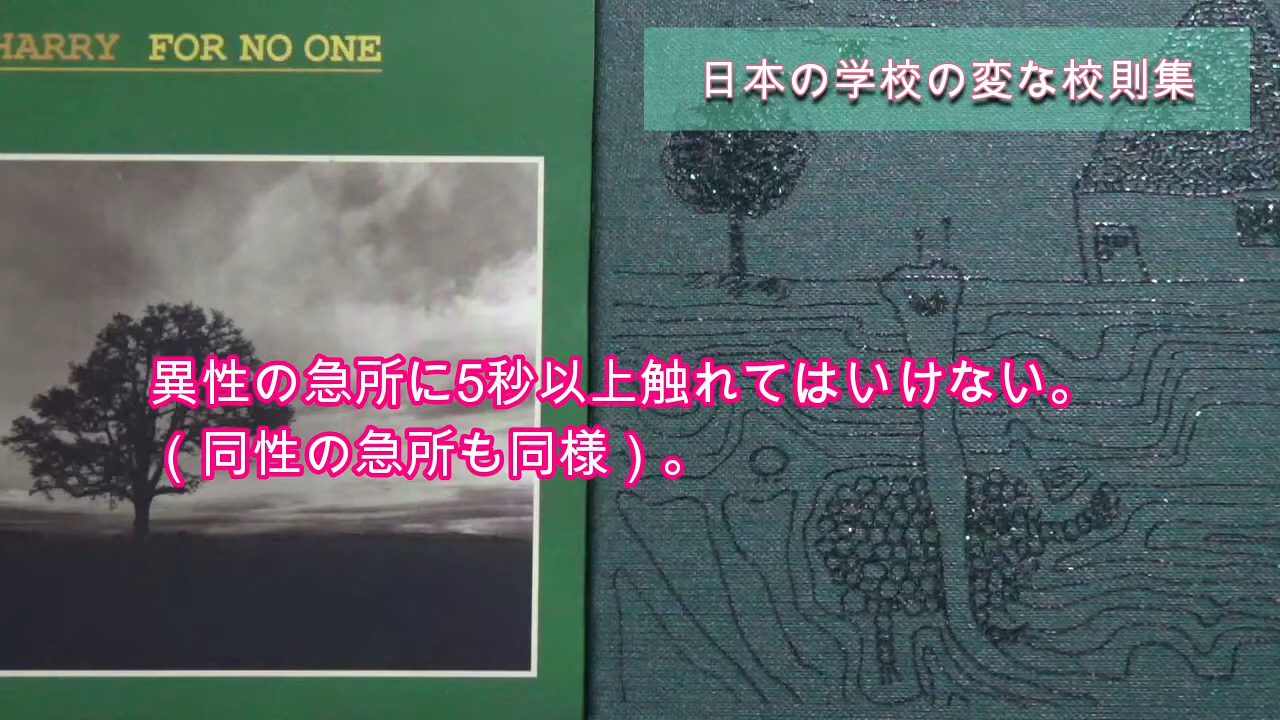 HARRY FOR NO ONE
日本の学校の変な校則集
異性の急所に5秒以上触れてはいけない。
（同性の急所も同様）。